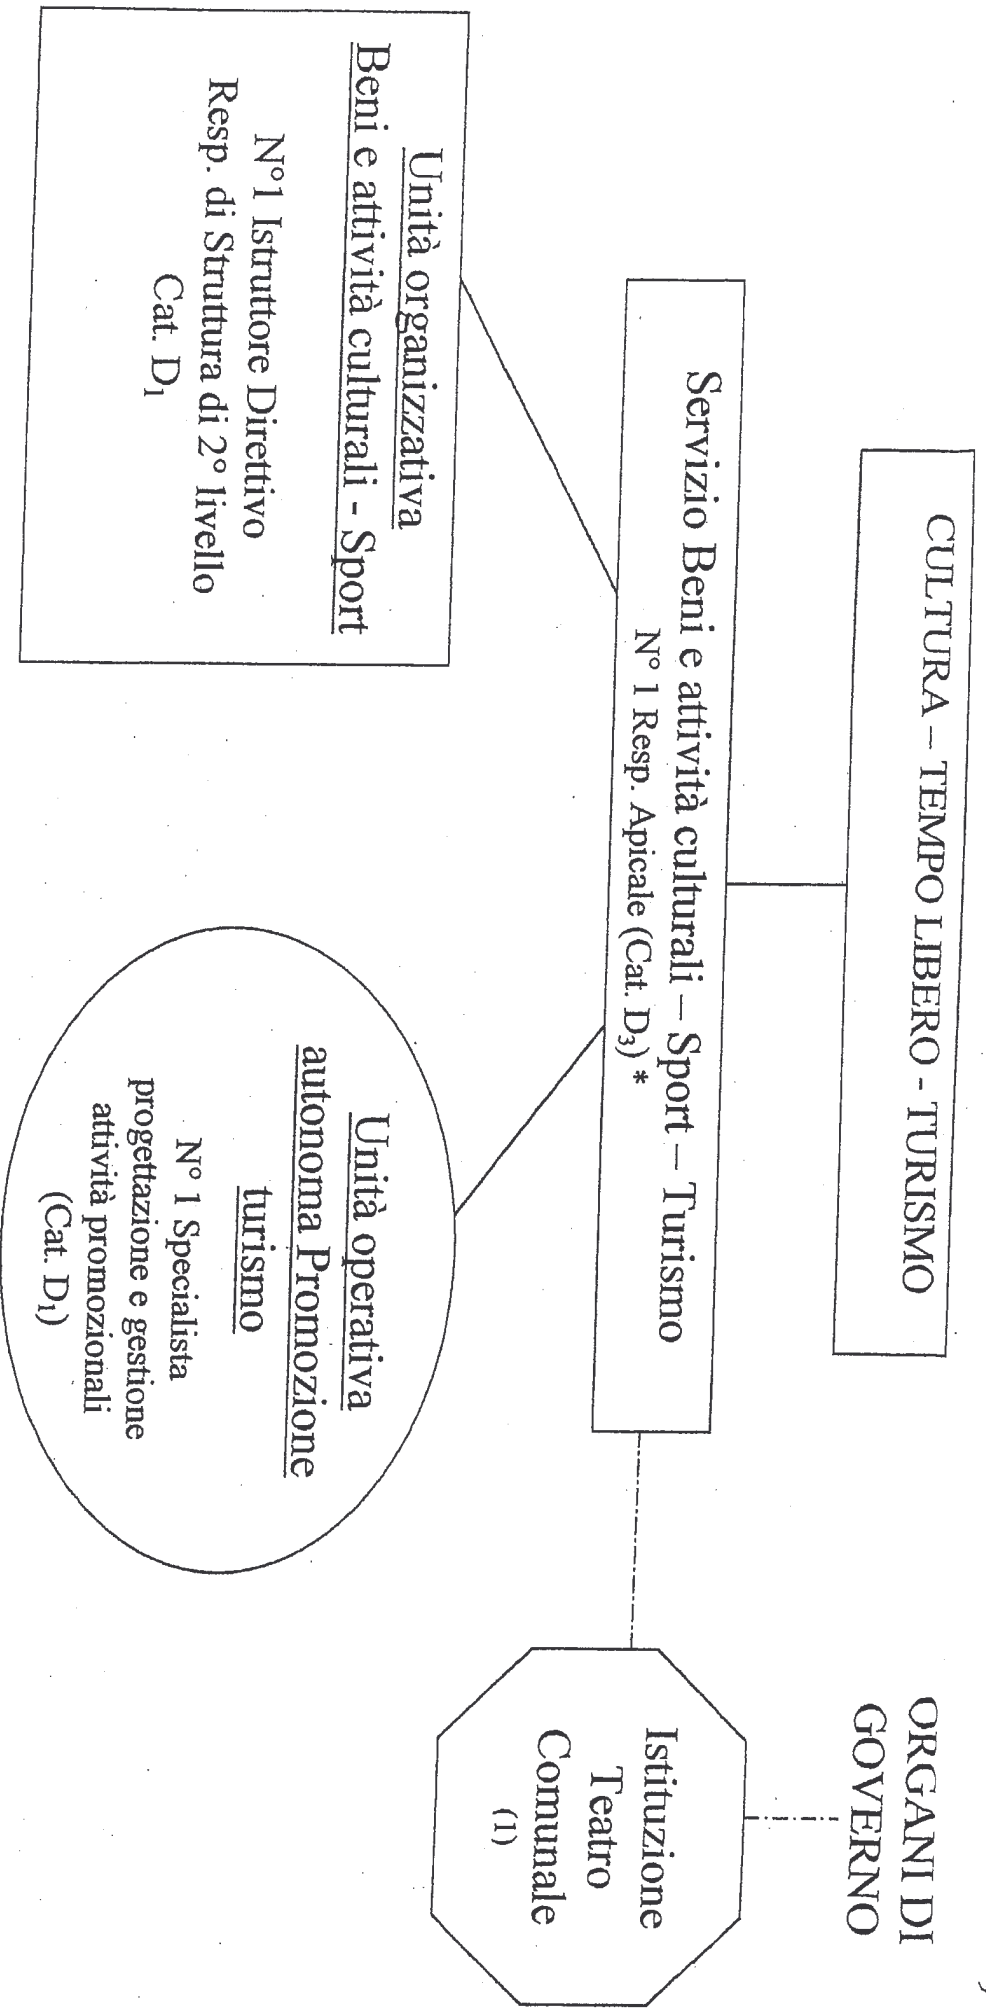 CULTURA – TEMPO LIBERO - TURISMO
ORGANI DI
GOVERNO
Servizio Beni e attività culturali – Sport – Turismo
N° 1 Resp. Apicale (Cat. D₃) *
Istituzione
Teatro
Comunale
(1)
Unità organizzativa
Beni e attività culturali - Sport
N°1 Istruttore Direttivo
Resp. di Struttura di 2° livello
Cat. D₁
Unità operativa
autonoma Promozione
turismo
N° 1 Specialista
progettazione e gestione
attività promozionali
(Cat. D₁)